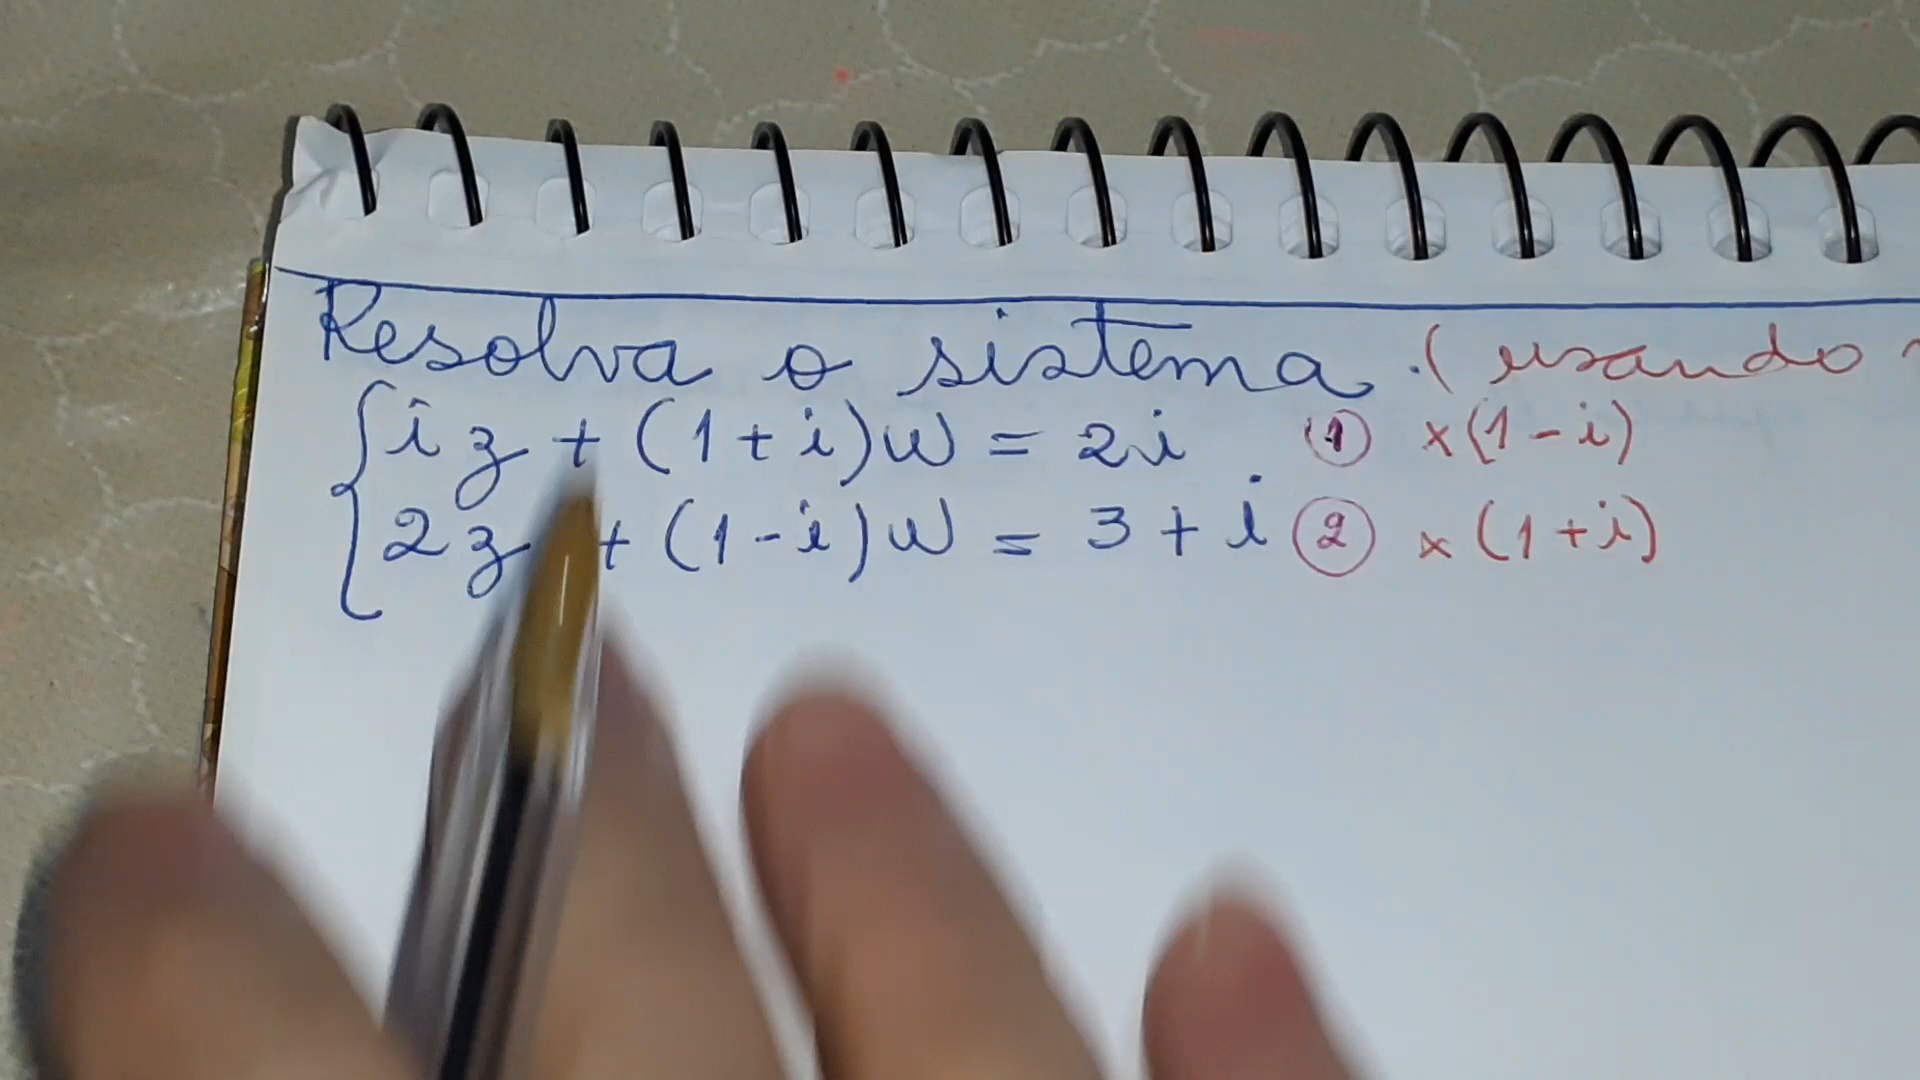 Resolva o sistema. (usando
iz + (1 + i)w = 2i ① x(1 - i)
2z + (1 - i)w = 3 + i ② x(1 + i)